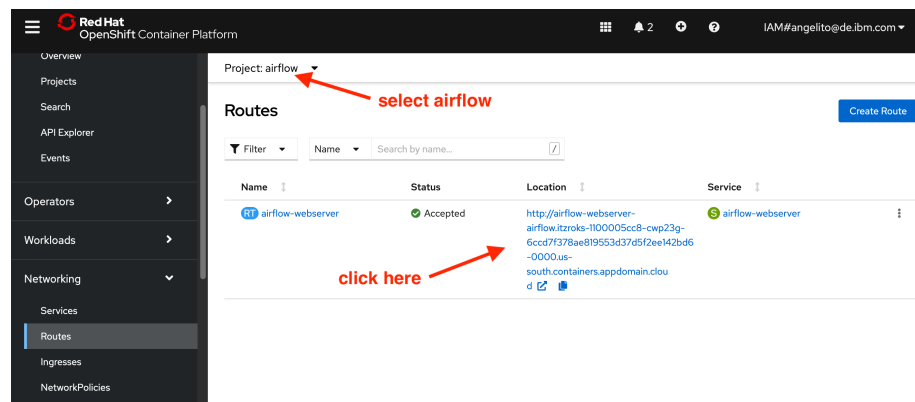 Red Hat
OpenShift Container Platform
2
IAM#angelito@de.ibm.com
Overview
Projects
Search
API Explorer
Events
Operators
Workloads
Networking
Services
Routes
Ingresses
NetworkPolicies
Project: airflow
select airflow
Routes
Create Route
Filter
Name
Search by name...
/
Name
Status
Location
Service
RT airflow-webserver
Accepted
http://airflow-webserver-
airflow.itzroks-1100005cc8-cwp23g-
6ccd7f378ae819553d37d5f2ee142bd6
-0000.us-
south.containers.appdomain.clou
d
S airflow-webserver
click here